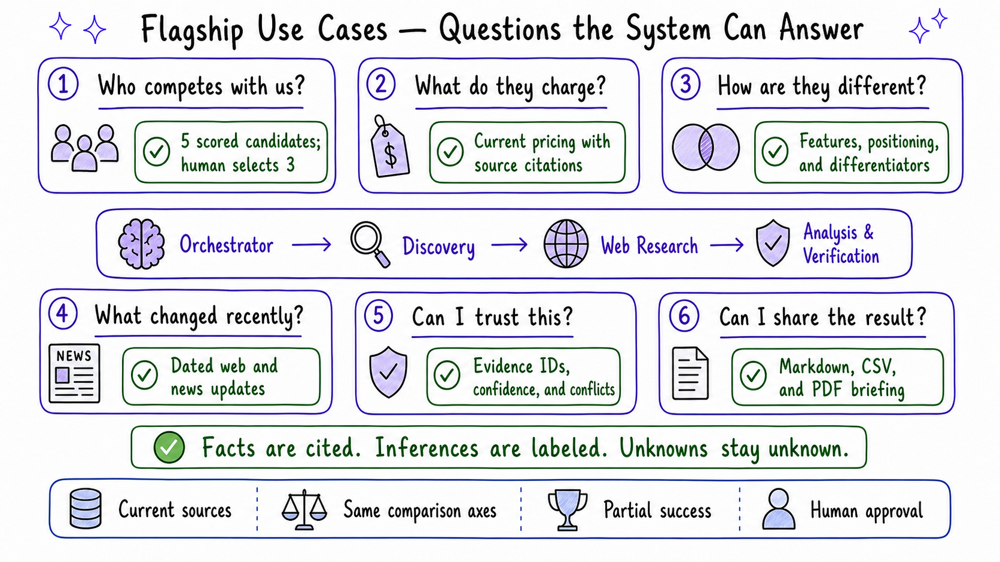 Flagship Use Cases — Questions the System Can Answer
1
Who competes with us?
5 scored candidates;
human selects 3
2
What do they charge?
$
Current pricing with
source citations
3
How are they different?
Features, positioning,
and differentiators
Orchestrator
Discovery
Web Research
Analysis &
Verification
4
What changed recently?
NEWS
Dated web and
news updates
5
Can I trust this?
Evidence IDs,
confidence, and conflicts
6
Can I share the result?
Markdown, CSV,
and PDF briefing
Facts are cited. Inferences are labeled. Unknowns stay unknown.
Current sources
Same comparison axes
Partial success
Human approval